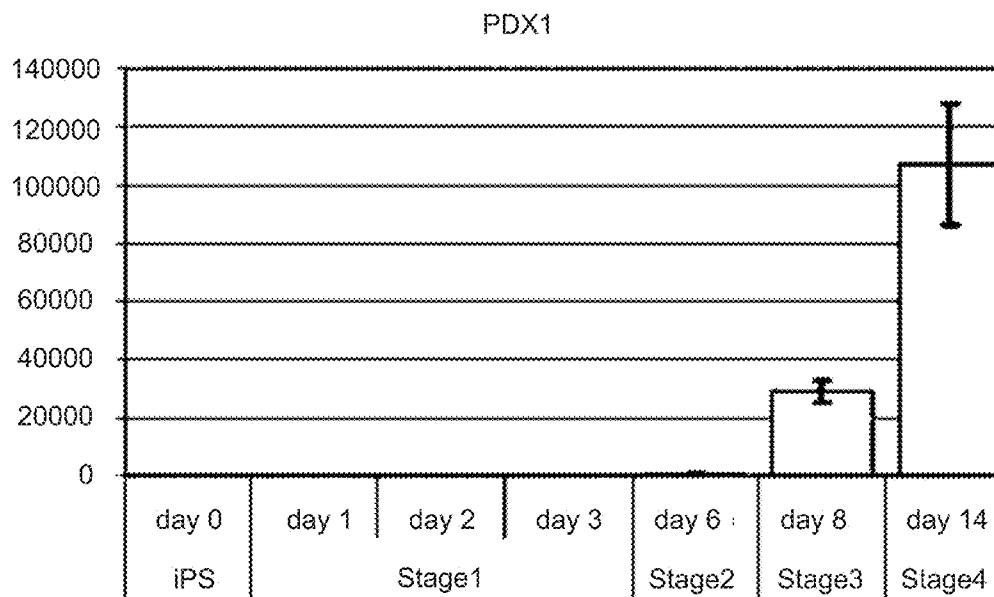 PDX1
140000
120000
100000
80000
60000
40000
20000
0
day 0 day 1 day 2 day 3 day 6 day 8 day 14
iPS Stage1 Stage2 Stage3 Stage4